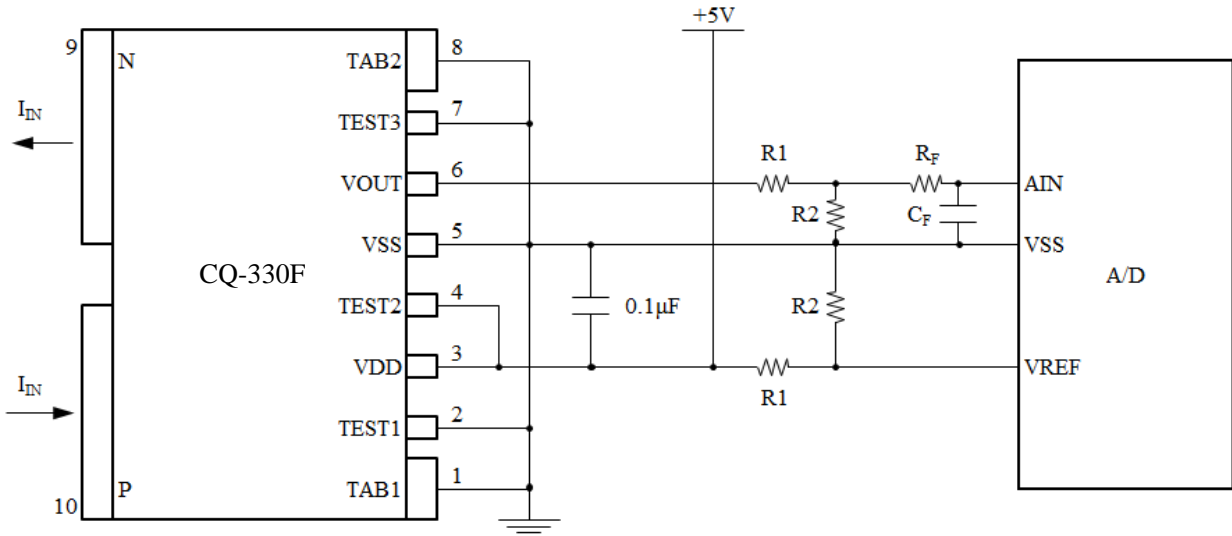 +5V
9
N
TAB2
8
I_IN
TEST3
7
VOUT
6
R1
R_F
AIN
R2
C_F
VSS
5
VSS
CQ-330F
A/D
TEST2
4
0.1μF
R2
VDD
3
VREF
I_IN
R1
TEST1
2
10
P
TAB1
1